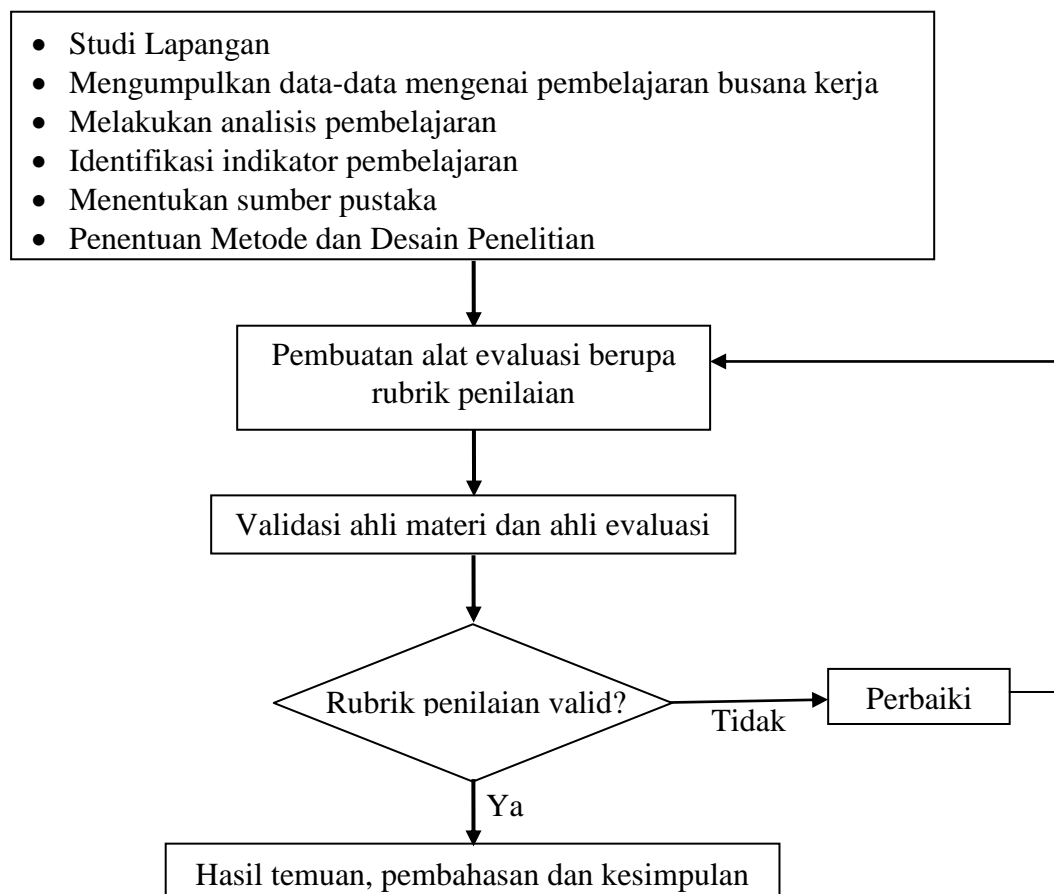 • Studi Lapangan
• Mengumpulkan data-data mengenai pembelajaran busana kerja
• Melakukan analisis pembelajaran
• Identifikasi indikator pembelajaran
• Menentukan sumber pustaka
• Penentuan Metode dan Desain Penelitian
Pembuatan alat evaluasi berupa
rubrik penilaian
Validasi ahli materi dan ahli evaluasi
Rubrik penilaian valid?
Tidak
Perbaiki
Ya
Hasil temuan, pembahasan dan kesimpulan